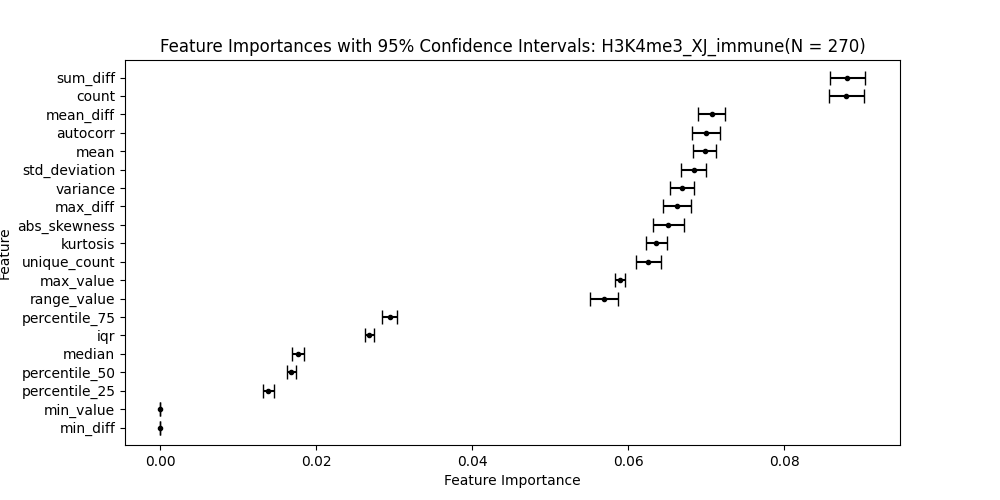 Feature Importances with 95% Confidence Intervals: H3K4me3_XJ_immune(N = 270)
Feature
sum_diff
count
mean_diff
autocorr
mean
std_deviation
variance
max_diff
abs_skewness
kurtosis
unique_count
max_value
range_value
percentile_75
iqr
median
percentile_50
percentile_25
min_value
min_diff
0.00 0.02 0.04 0.06 0.08
Feature Importance